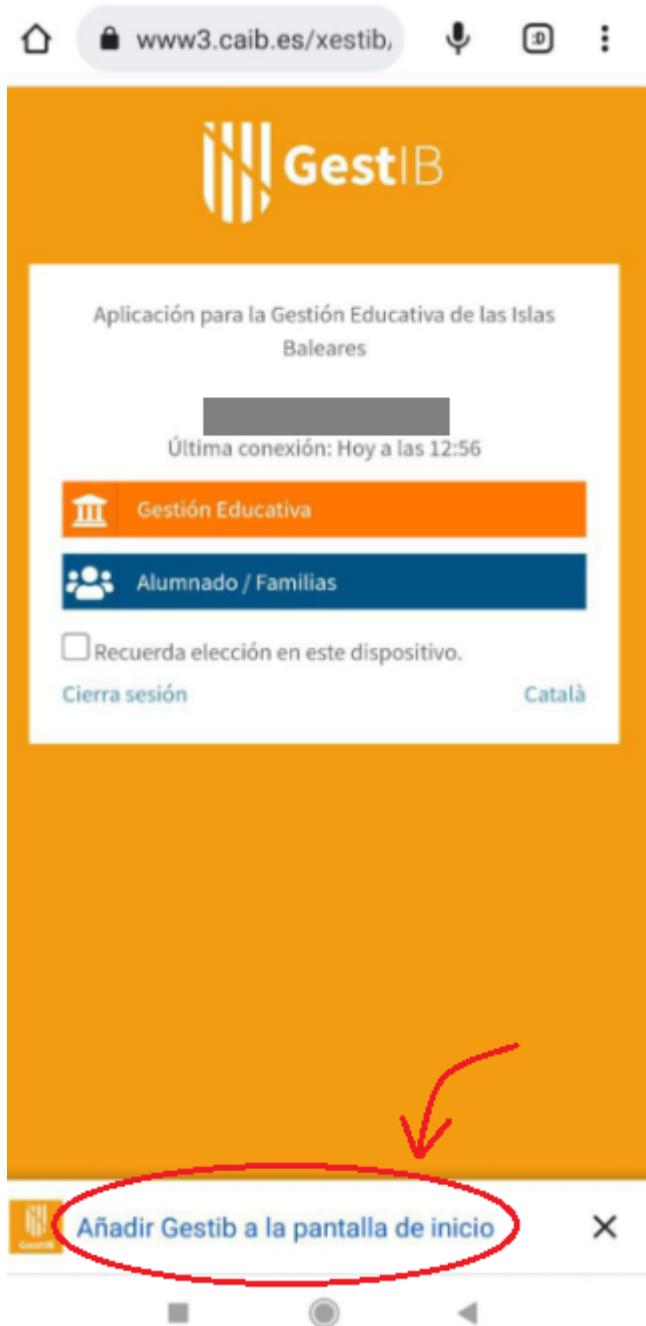 www3.caib.es/xestib,
:D
GestIB
Aplicación para la Gestión Educativa de las Islas
Baleares
Última conexión: Hoy a las 12:56
Gestión Educativa
Alumnado / Familias
Recuerda elección en este dispositivo.
Cierra sesión
Català
GestIB
Añadir Gestib a la pantalla de inicio